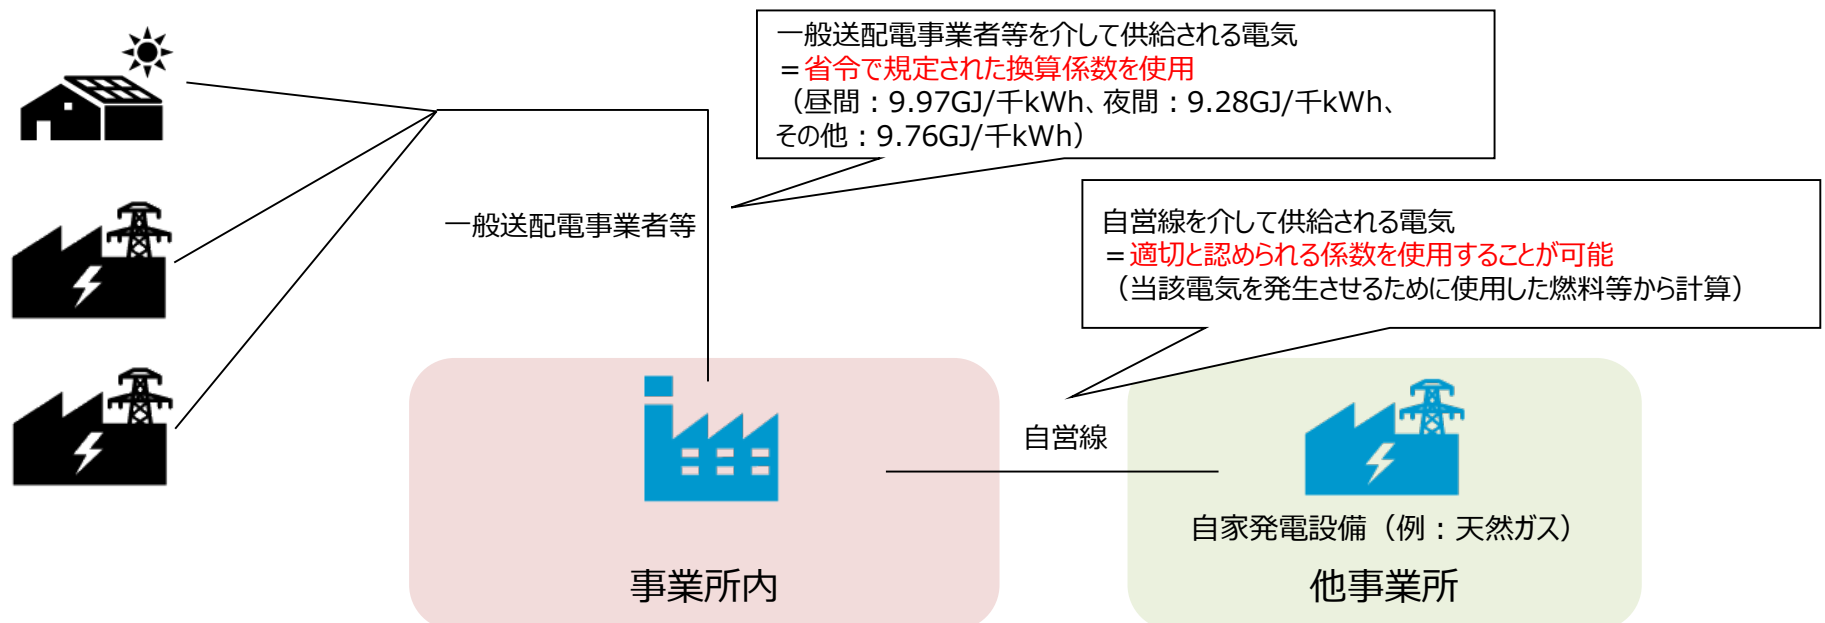 一般送配電事業者等を介して供給される電気
＝省令で規定された換算係数を使用
（昼間：9.97GJ/千kWh、夜間：9.28GJ/千kWh、
その他：9.76GJ/千kWh）
一般送配電事業者等
自営線を介して供給される電気
＝適切と認められる係数を使用することが可能
（当該電気を発生させるために使用した燃料等から計算）
自営線
自家発電設備（例：天然ガス）
事業所内
他事業所